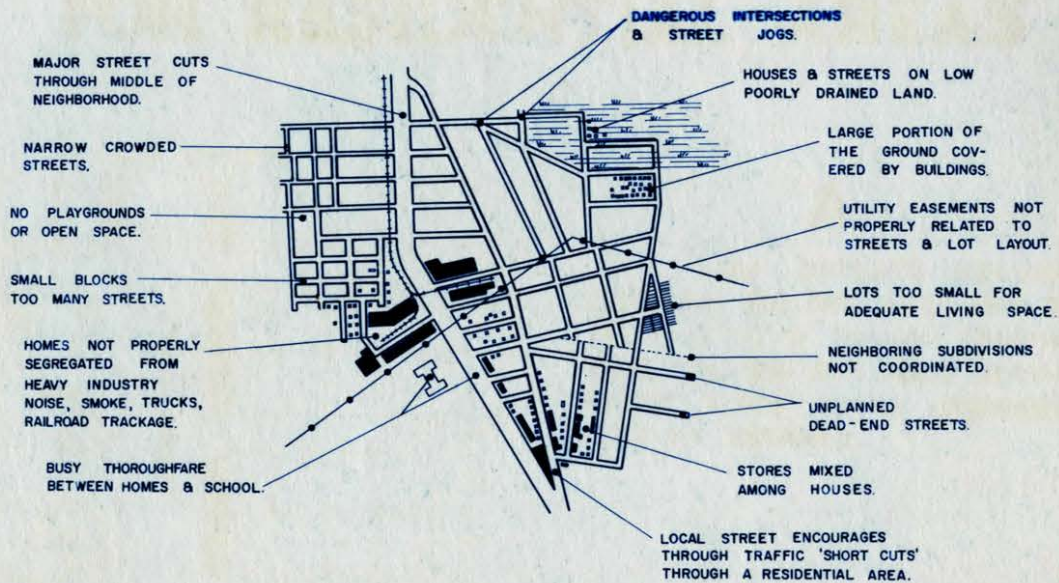 DANGEROUS INTERSECTIONS
& STREET JOGS.
MAJOR STREET CUTS
THROUGH MIDDLE OF
NEIGHBORHOOD.
HOUSES & STREETS ON LOW
POORLY DRAINED LAND.
NARROW CROWDED
STREETS.
LARGE PORTION OF
THE GROUND COV-
ERED BY BUILDINGS.
NO PLAYGROUNDS
OR OPEN SPACE.
UTILITY EASEMENTS NOT
PROPERLY RELATED TO
STREETS & LOT LAYOUT.
SMALL BLOCKS
TOO MANY STREETS.
LOTS TOO SMALL FOR
ADEQUATE LIVING SPACE.
HOMES NOT PROPERLY
SEGREGATED FROM
HEAVY INDUSTRY
NOISE, SMOKE, TRUCKS,
RAILROAD TRACKAGE.
NEIGHBORING SUBDIVISIONS
NOT COORDINATED.
UNPLANNED
DEAD-END STREETS.
BUSY THOROUGHFARE
BETWEEN HOMES & SCHOOL.
STORES MIXED
AMONG HOUSES.
LOCAL STREET ENCOURAGES
THROUGH TRAFFIC 'SHORT CUTS'
THROUGH A RESIDENTIAL AREA.